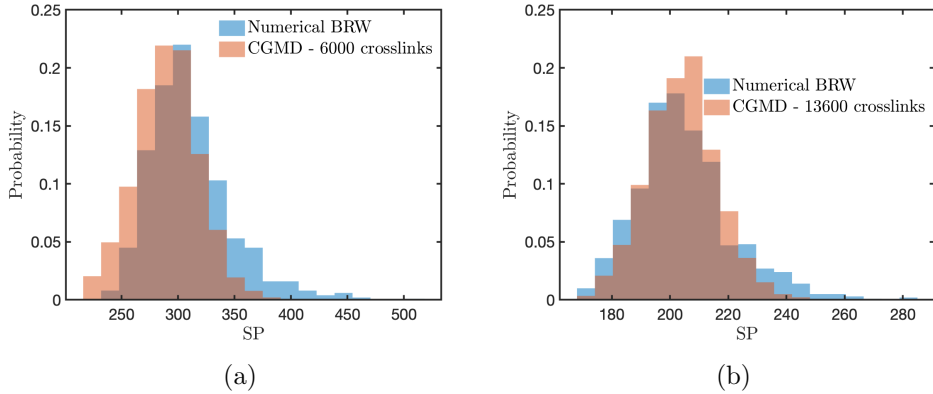 0.25
0.2
0.15
0.1
0.05
0
Probability
250 300 350 400 450 500
SP
Numerical BRW
CGMD - 6000 crosslinks
(a)
0.25
0.2
0.15
0.1
0.05
0
Probability
180 200 220 240 260 280
SP
Numerical BRW
CGMD - 13600 crosslinks
(b)